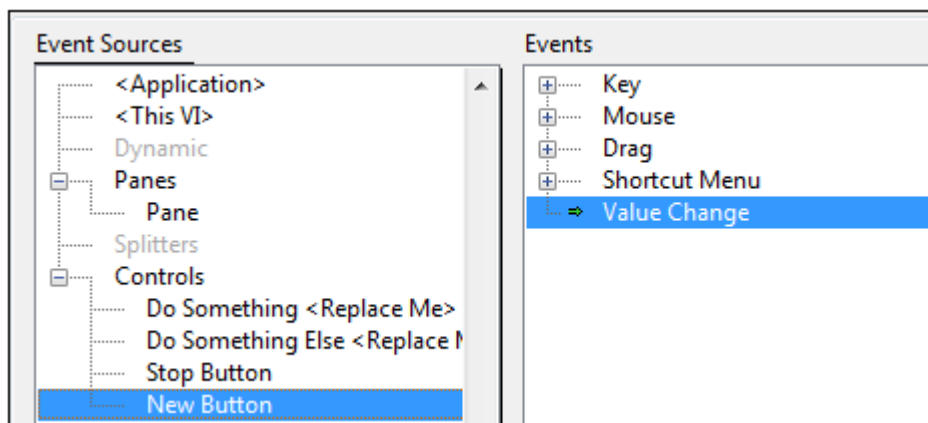 Event Sources
<Application>
<This VI>
Dynamic
Panes
Pane
Splitters
Controls
Do Something <Replace Me>
Do Something Else <Replace
Stop Button
New Button
Events
Key
Mouse
Drag
Shortcut Menu
Value Change